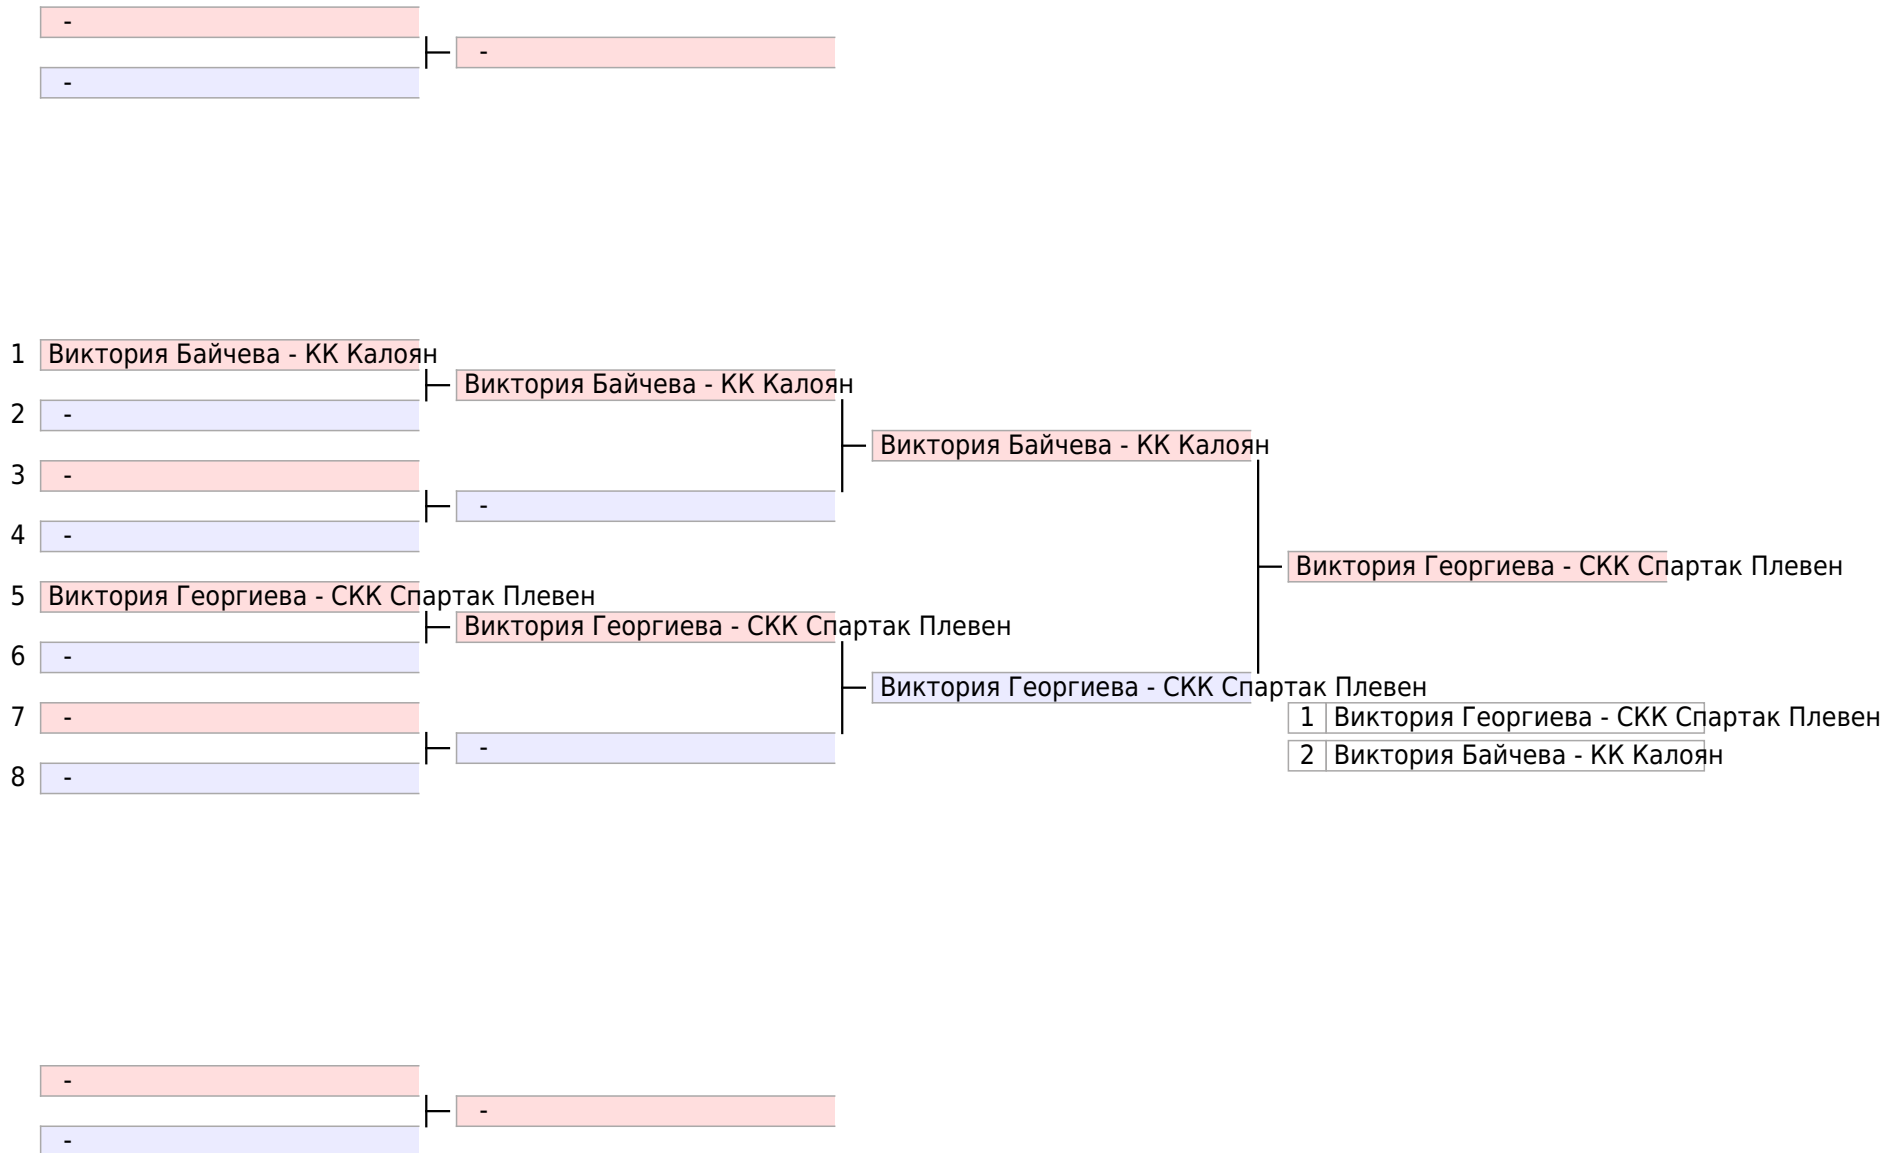 -
-
-
1 Виктория Байчева - КК Калоян
Виктория Байчева - КК Калоян
2 -
Виктория Байчева - КК Калоян
3 -
-
4 -
Виктория Георгиева - СКК Спартак Плевен
5 Виктория Георгиева - СКК Спартак Плевен
Виктория Георгиева - СКК Спартак Плевен
6 -
Виктория Георгиева - СКК Спартак Плевен
7 -
1 Виктория Георгиева - СКК Спартак Плевен
-
2 Виктория Байчева - КК Калоян
8 -
-
-
-